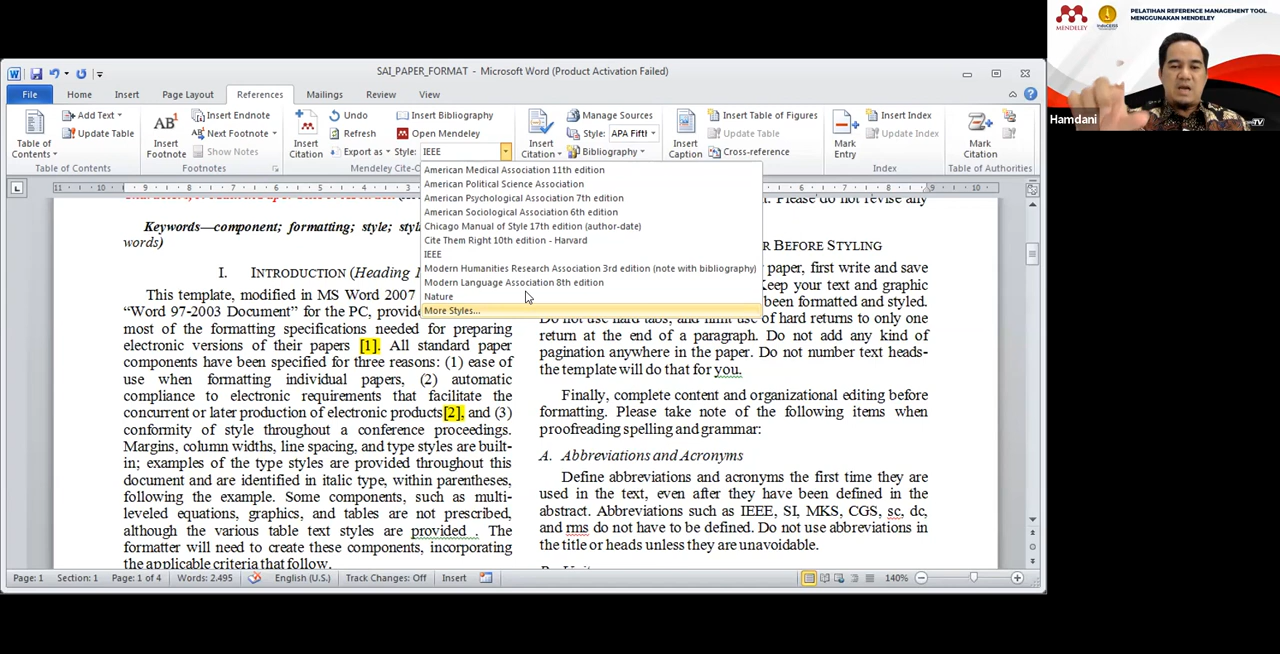 PELATIHAN REFERENCE MANAGEMENT TOOL
MENDELEY
MENGGUNAKAN MENDELEY
Hamdani
TV
SAI_PAPER_FORMAT - Microsoft Word (Product Activation Failed)
File Home Insert Page Layout References Mailings Review View
Table of Contents
Add Text
Update Table
Table of Contents
AB1
Insert Footnote
Insert Endnote
Next Footnote
Show Notes
Footnotes
Insert Citation
Undo
Refresh
Export as
Insert Bibliography
Open Mendeley
Style: IEEE
Mendeley Cite-O
Insert Citation
Manage Sources
Style: APA Fifth
Bibliography
Insert Caption
Insert Table of Figures
Update Table
Cross-reference
Mark Entry
Insert Index
Update Index
Index
Mark Citation
Table of Authorities
American Medical Association 11th edition
American Political Science Association
American Psychological Association 7th edition
American Sociological Association 6th edition
Chicago Manual of Style 17th edition (author-date)
Cite Them Right 10th edition - Harvard
IEEE
Modern Humanities Research Association 3rd edition (note with bibliography)
Modern Language Association 8th edition
Nature
More Styles...
11 10 9 8 7 6 5 4 3 7 8 9 10
Keywords—component; formatting; style; sty
words)
I. INTRODUCTION (Heading 1
This template, modified in MS Word 2007
“Word 97-2003 Document” for the PC, provid
most of the formatting specifications needed for preparing
electronic versions of their papers [1]. All standard paper
components have been specified for three reasons: (1) ease of
use when formatting individual papers, (2) automatic
compliance to electronic requirements that facilitate the
concurrent or later production of electronic products[2], and (3)
conformity of style throughout a conference proceedings.
Margins, column widths, line spacing, and type styles are built-
in; examples of the type styles are provided throughout this
document and are identified in italic type, within parentheses,
following the example. Some components, such as multi-
leveled equations, graphics, and tables are not prescribed,
although the various table text styles are provided . The
formatter will need to create these components, incorporating
the applicable criteria that follow.
. Please do not revise any
R BEFORE STYLING
paper, first write and save
Keep your text and graphic
been formatted and styled.
Do not use hard tabs, and limit use of hard returns to only one
return at the end of a paragraph. Do not add any kind of
pagination anywhere in the paper. Do not number text heads-
the template will do that for you.
Finally, complete content and organizational editing before
formatting. Please take note of the following items when
proofreading spelling and grammar:
A. Abbreviations and Acronyms
Define abbreviations and acronyms the first time they are
used in the text, even after they have been defined in the
abstract. Abbreviations such as IEEE, SI, MKS, CGS, sc, dc,
and rms do not have to be defined. Do not use abbreviations in
the title or heads unless they are unavoidable.
Page: 1 Section: 1 Page: 1 of 4 Words: 2.495 English (U.S.) Track Changes: Off Insert 140%